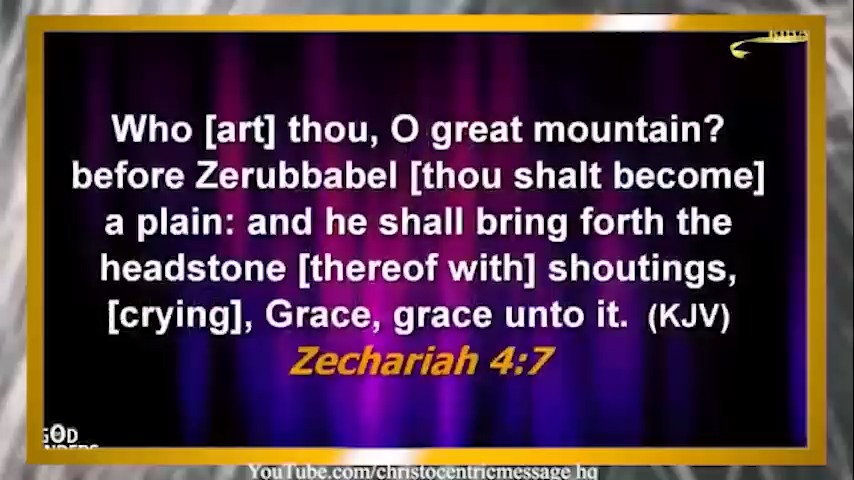 Who [art] thou, O great mountain?
before Zerubbabel [thou shalt become]
a plain: and he shall bring forth the
headstone [thereof with] shoutings,
[crying], Grace, grace unto it. (KJV)
Zechariah 4:7
GOD
YouTube.com/christocentricmessage hq